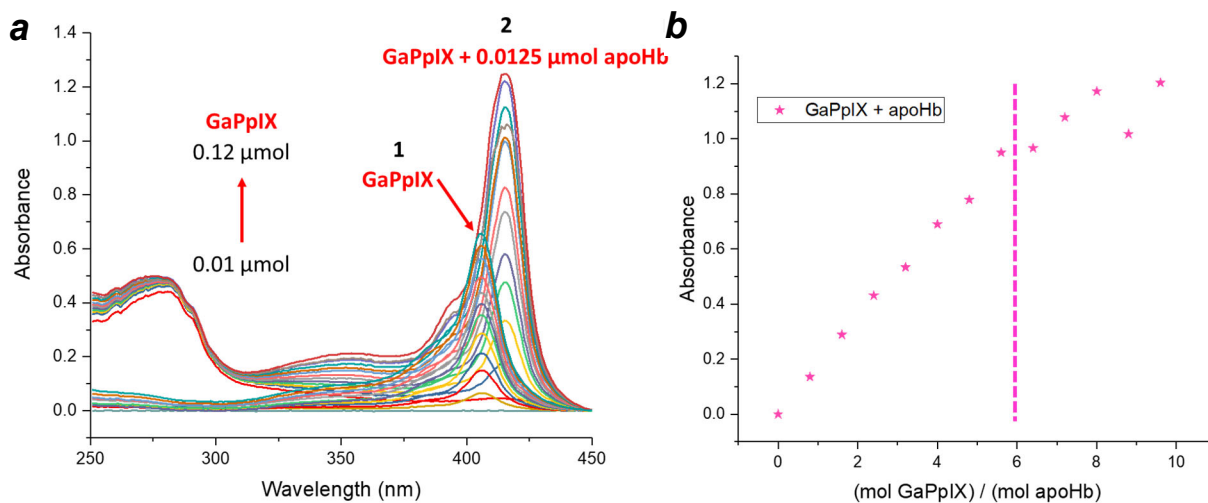 a
2
GaPpIX + 0.0125 μmol apoHb
GaPpIX
0.12 μmol
1
GaPpIX
0.01 μmol
Absorbance
1.4
1.2
1.0
0.8
0.6
0.4
0.2
0.0
250
300
350
400
450
Wavelength (nm)
b
GaPpIX + apoHb
Absorbance
1.2
1.0
0.8
0.6
0.4
0.2
0.0
0
2
4
6
8
10
(mol GaPpIX) / (mol apoHb)